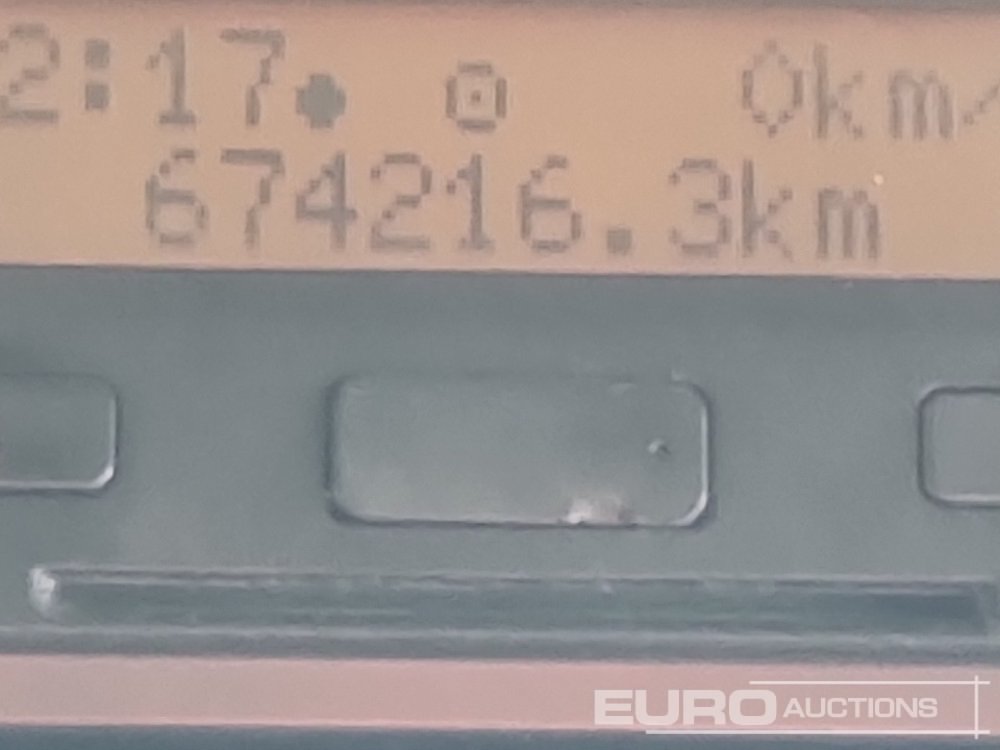 2:17● ⊙ 0km/
674216.3km
EURO AUCTIONS